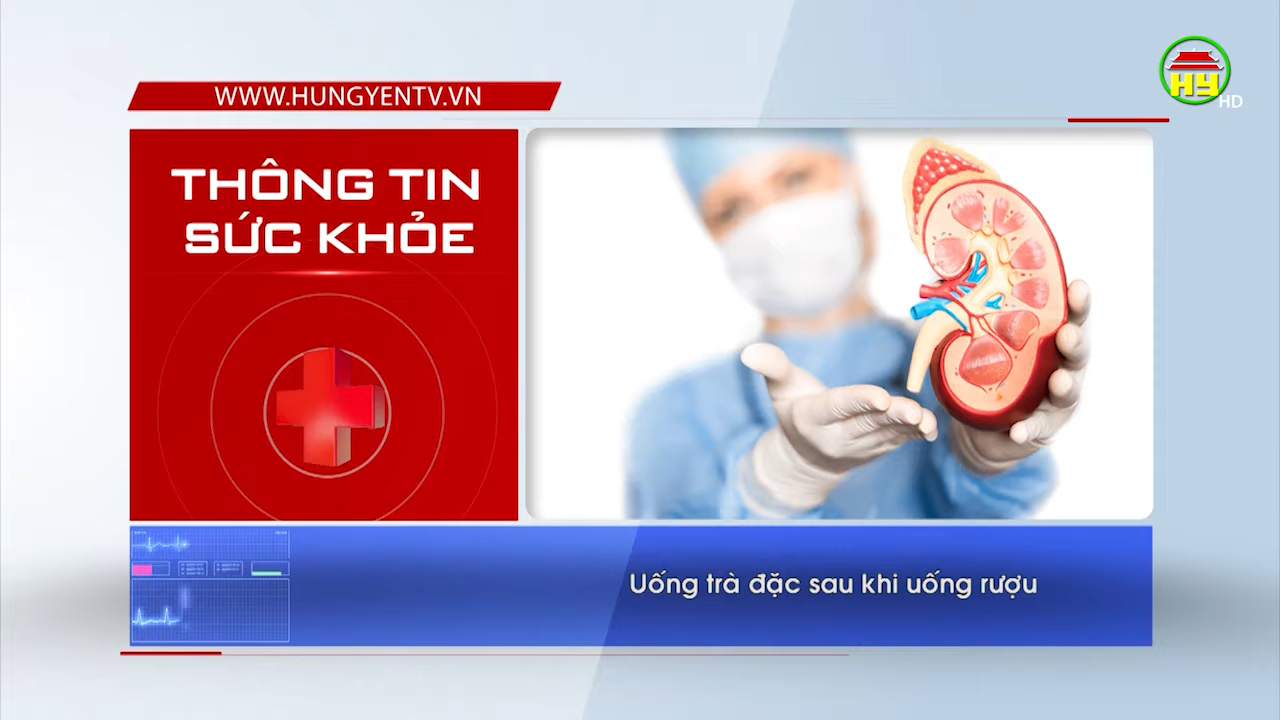 WWW.HUNGYENTV.VN
HY
HD
THÔNG TIN
SỨC KHỎE
Uống trà đặc sau khi uống rượu